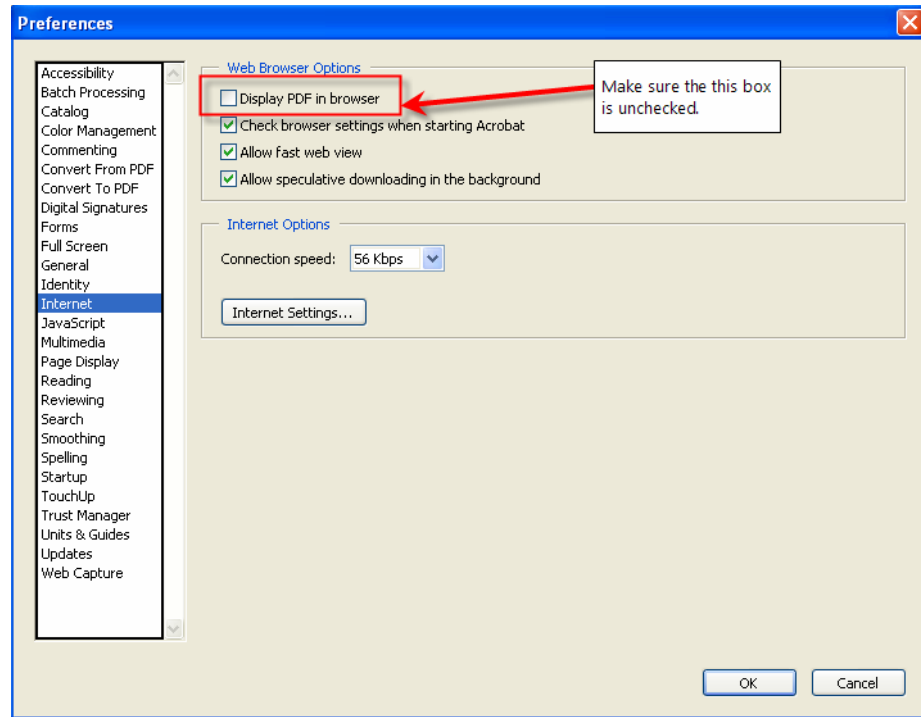 Preferences
Accessibility
Batch Processing
Catalog
Color Management
Commenting
Convert From PDF
Convert To PDF
Digital Signatures
Forms
Full Screen
General
Identity
Internet
JavaScript
Multimedia
Page Display
Reading
Reviewing
Search
Smoothing
Spelling
Startup
TouchUp
Trust Manager
Units & Guides
Updates
Web Capture
Web Browser Options
Display PDF in browser
Make sure the this box
is unchecked.
Check browser settings when starting Acrobat
Allow fast web view
Allow speculative downloading in the background
Internet Options
Connection speed: 56 Kbps
Internet Settings...
OK Cancel